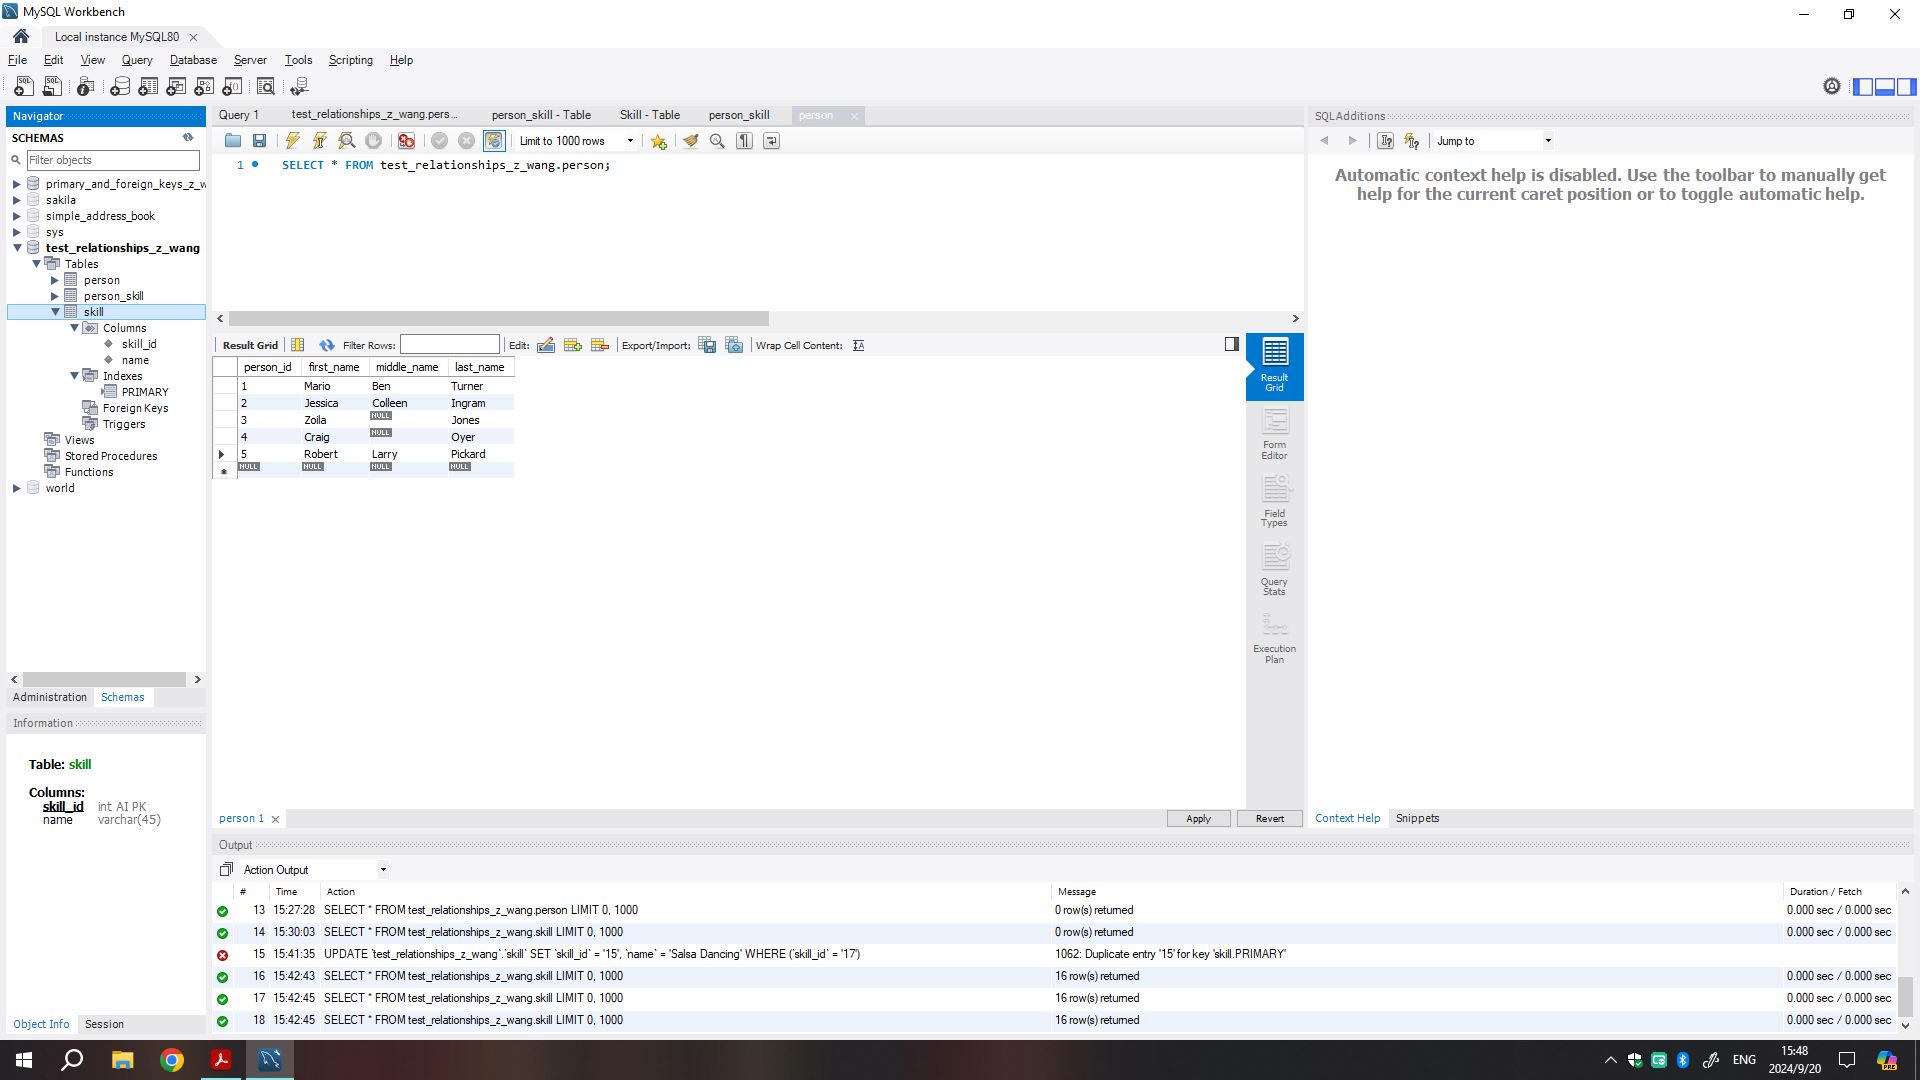 MySQL Workbench
Local instance MySQL80
File Edit View Query Database Server Tools Scripting Help
Navigator
SCHEMAS
Filter objects
primary_and_foreign_keys_z_w
sakila
simple_address_book
sys
test_relationships_z_wang
Tables
person
person_skill
skill
Columns
skill_id
name
Indexes
PRIMARY
Foreign Keys
Triggers
Views
Stored Procedures
Functions
world
Administration Schemas
Information
Table: skill
Columns:
skill_id int AI PK
name varchar(45)
Object Info Session
Query 1 test_relationships_z_wang.pers... person_skill - Table Skill - Table person_skill person
Limit to 1000 rows
1 SELECT * FROM test_relationships_z_wang.person;
Result Grid Filter Rows: Edit: Export/Import: Wrap Cell Content:
person_id first_name middle_name last_name
1 Mario Ben Turner
2 Jessica Colleen Ingram
3 Zoila NULL Jones
4 Craig NULL Oyer
5 Robert Larry Pickard
NULL NULL NULL NULL
Result
Grid
Form
Editor
Field
Types
Query
Stats
Execution
Plan
person 1 Apply Revert
SQLAdditions
Jump to
Automatic context help is disabled. Use the toolbar to manually get
help for the current caret position or to toggle automatic help.
Context Help Snippets
Output
Action Output
# Time Action Message Duration / Fetch
13 15:27:28 SELECT * FROM test_relationships_z_wang.person LIMIT 0, 1000 0 row(s) returned 0.000 sec / 0.000 sec
14 15:30:03 SELECT * FROM test_relationships_z_wang.skill LIMIT 0, 1000 0 row(s) returned 0.000 sec / 0.000 sec
15 15:41:35 UPDATE `test_relationships_z_wang`.`skill` SET `skill_id` = '15', `name` = 'Salsa Dancing' WHERE (`skill_id` = '17') 1062: Duplicate entry '15' for key 'skill.PRIMARY'
16 15:42:43 SELECT * FROM test_relationships_z_wang.skill LIMIT 0, 1000 16 row(s) returned 0.000 sec / 0.000 sec
17 15:42:45 SELECT * FROM test_relationships_z_wang.skill LIMIT 0, 1000 16 row(s) returned 0.000 sec / 0.000 sec
18 15:42:45 SELECT * FROM test_relationships_z_wang.skill LIMIT 0, 1000 16 row(s) returned 0.000 sec / 0.000 sec
ENG
15:48
2024/9/20